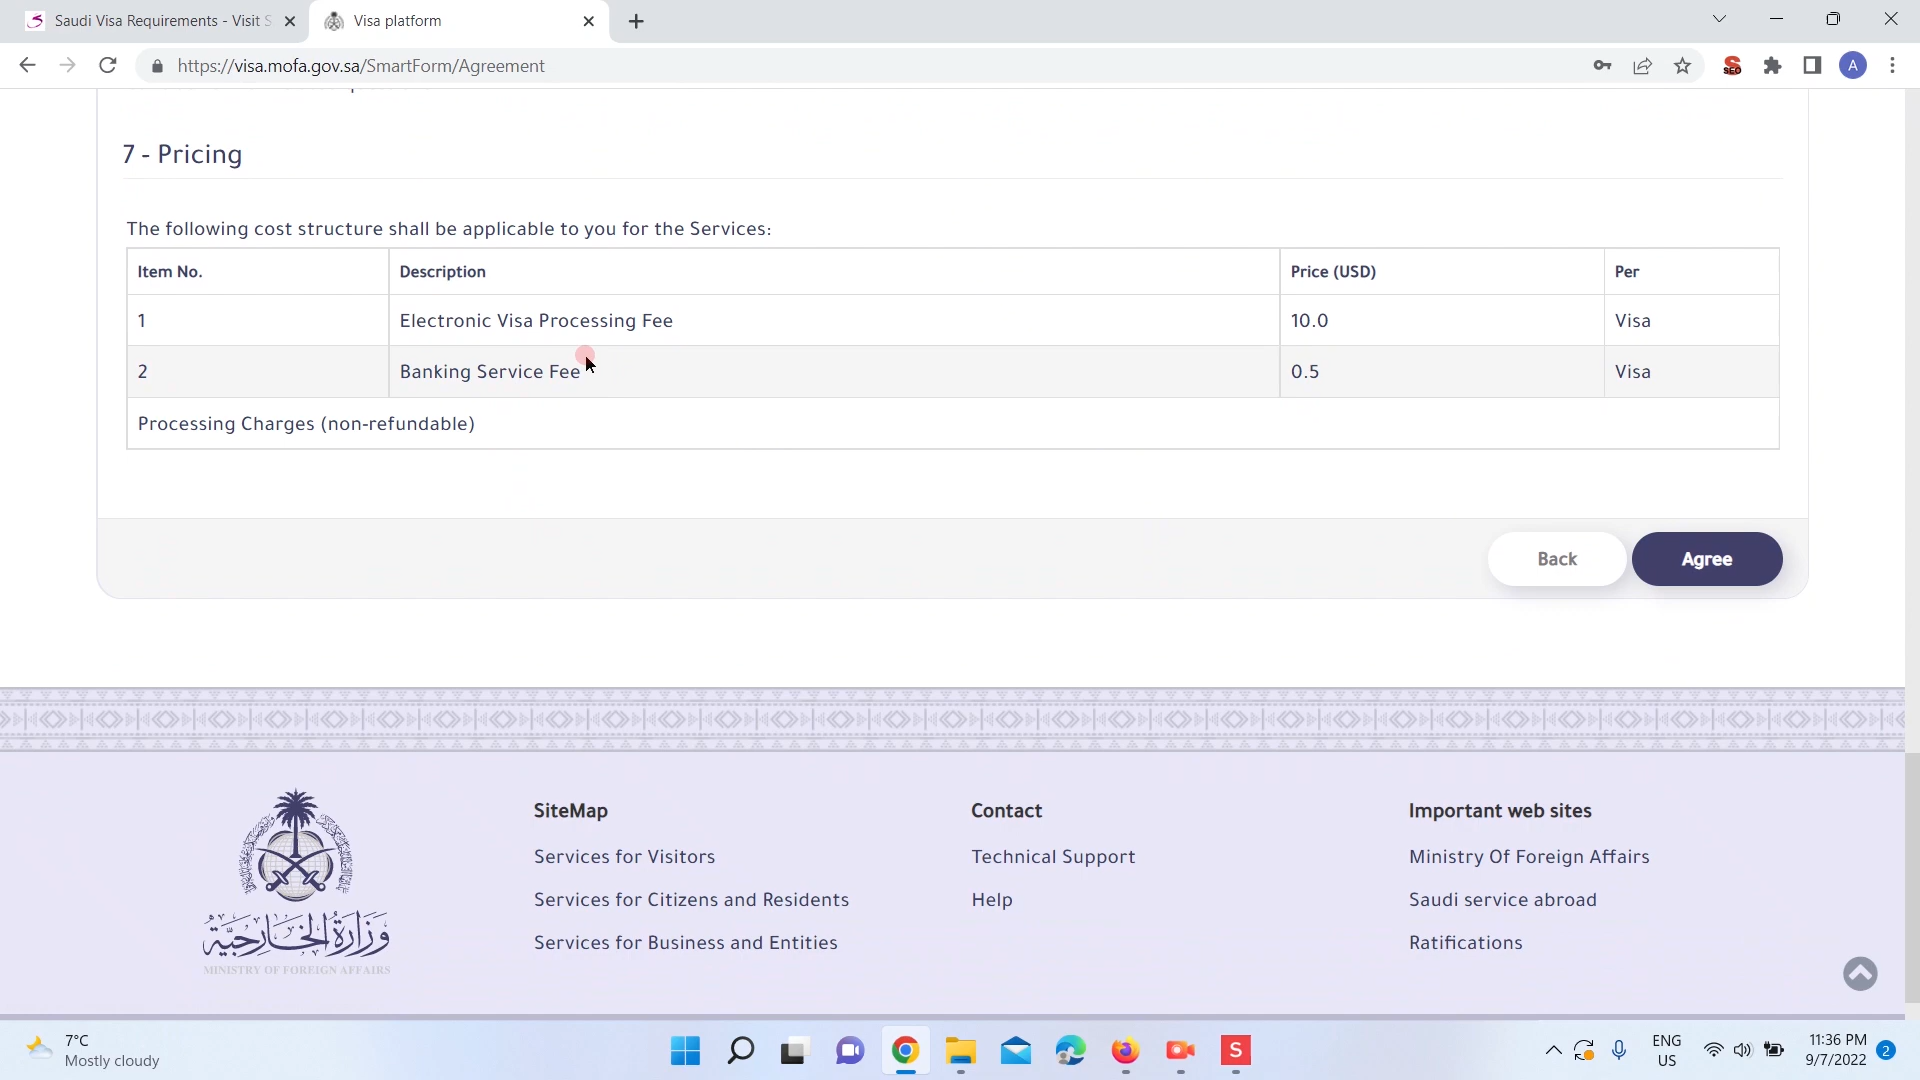 Saudi Visa Requirements - Visit S
Visa platform
https://visa.mofa.gov.sa/SmartForm/Agreement
SEO
A
7 - Pricing
The following cost structure shall be applicable to you for the Services:
Item No. Description Price (USD) Per
1 Electronic Visa Processing Fee 10.0 Visa
2 Banking Service Fee 0.5 Visa
Processing Charges (non-refundable)
Back Agree
SiteMap Contact Important web sites
Services for Visitors Technical Support Ministry Of Foreign Affairs
Services for Citizens and Residents Help Saudi service abroad
Services for Business and Entities Ratifications
وزارة الخارجية
MINISTRY OF FOREIGN AFFAIRS
7°C
Mostly cloudy
S
ENG
US
11:36 PM
9/7/2022
2